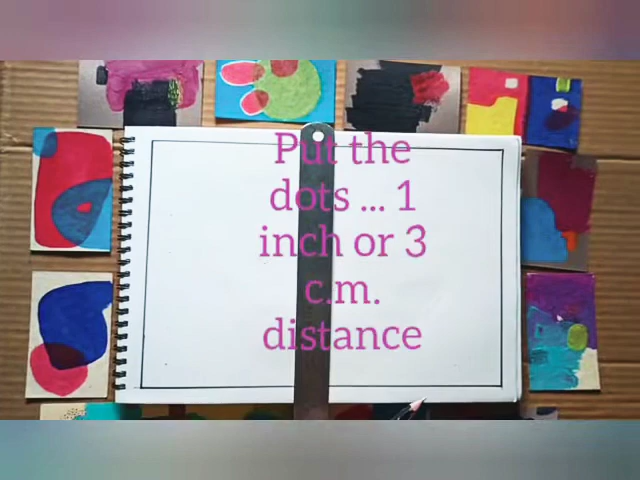 Put the
dots ... 1
inch or 3
c.m.
distance